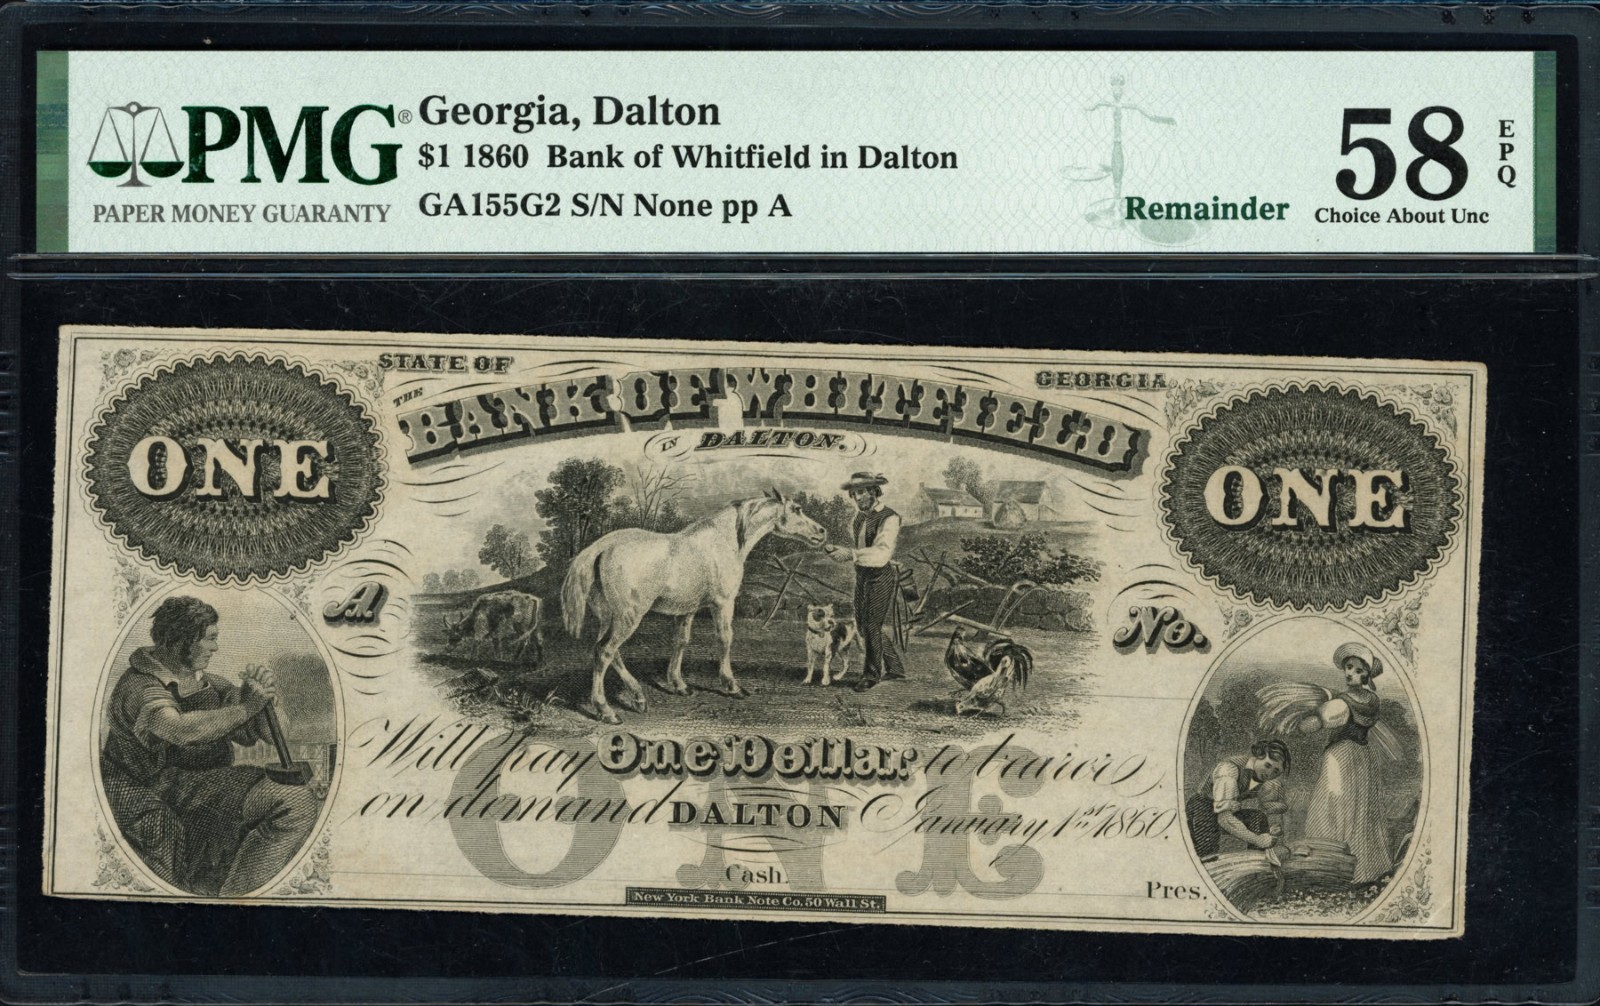 PMG®
PAPER MONEY GUARANTY
Georgia, Dalton
$1 1860 Bank of Whitfield in Dalton
GA155G2 S/N None pp A
Remainder
58
EPQ
Choice About Unc
STATE OF GEORGIA
THE BANK OF WHITFIELD
IN DALTON.
ONE
ONE
A
No.
Will pay One Dollar to bearer
on demand DALTON January 1st 1860.
ONE
Cash.
Pres.
New York Bank Note Co. 50 Wall St.